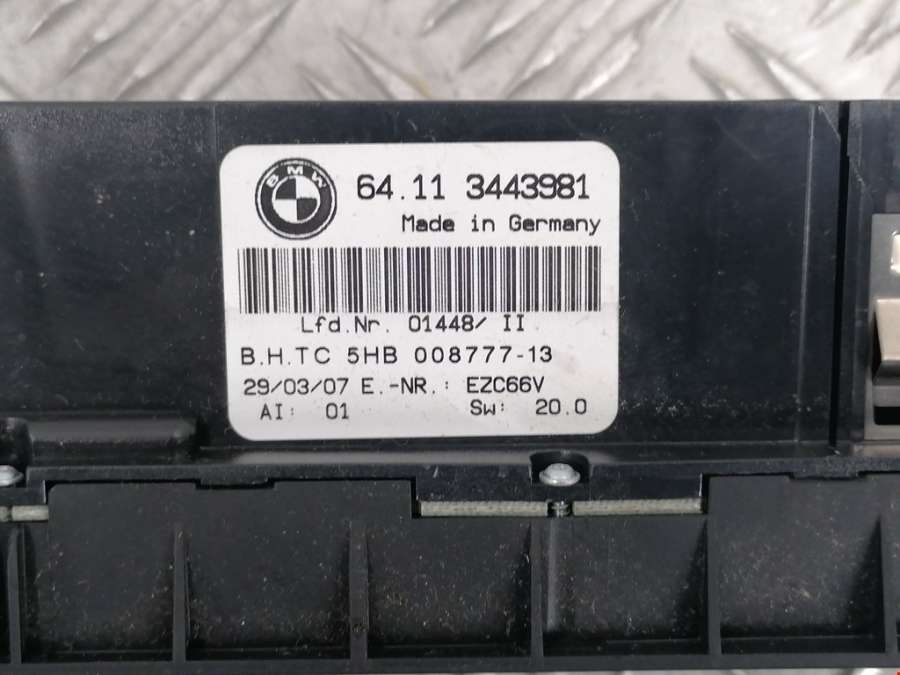 BMW
64.11 3443981
Made in Germany
Lfd.Nr. 01448/ II
B.H.TC 5HB 008777-13
29/03/07 E.-NR.: EZC66V
AI: 01 Sw: 20.0